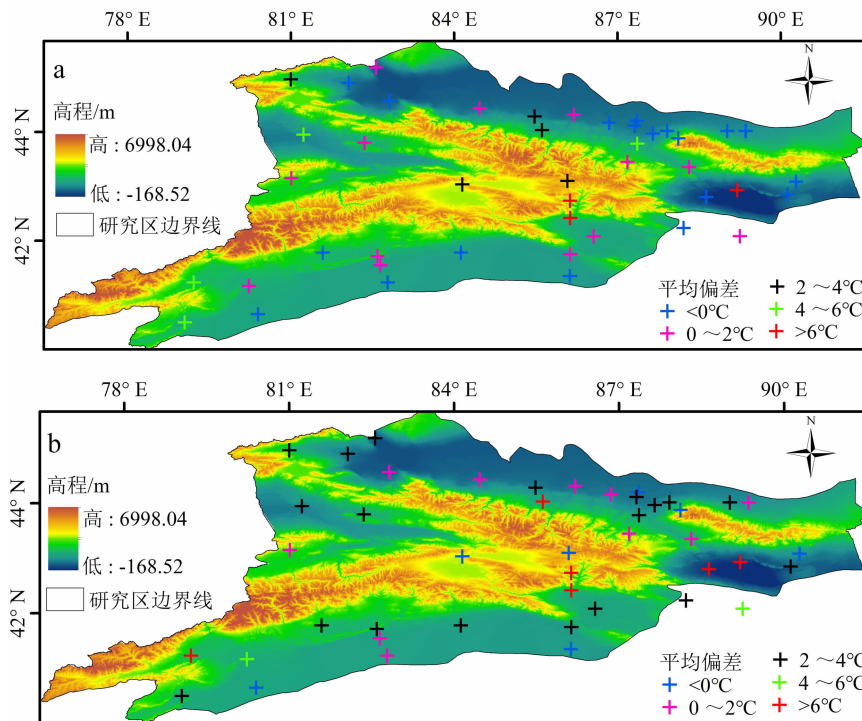 78° E 81° E 84° E 87° E 90° E
a
N
高程/m
高 : 6998.04
低 : -168.52
研究区边界线
44° N
42° N
平均偏差
<0℃
0 ～2℃
2 ～4℃
4 ～6℃
>6℃
78° E 81° E 84° E 87° E 90° E
b
N
高程/m
高 : 6998.04
低 : -168.52
研究区边界线
44° N
42° N
平均偏差
<0℃
0 ～2℃
2 ～4℃
4 ～6℃
>6℃